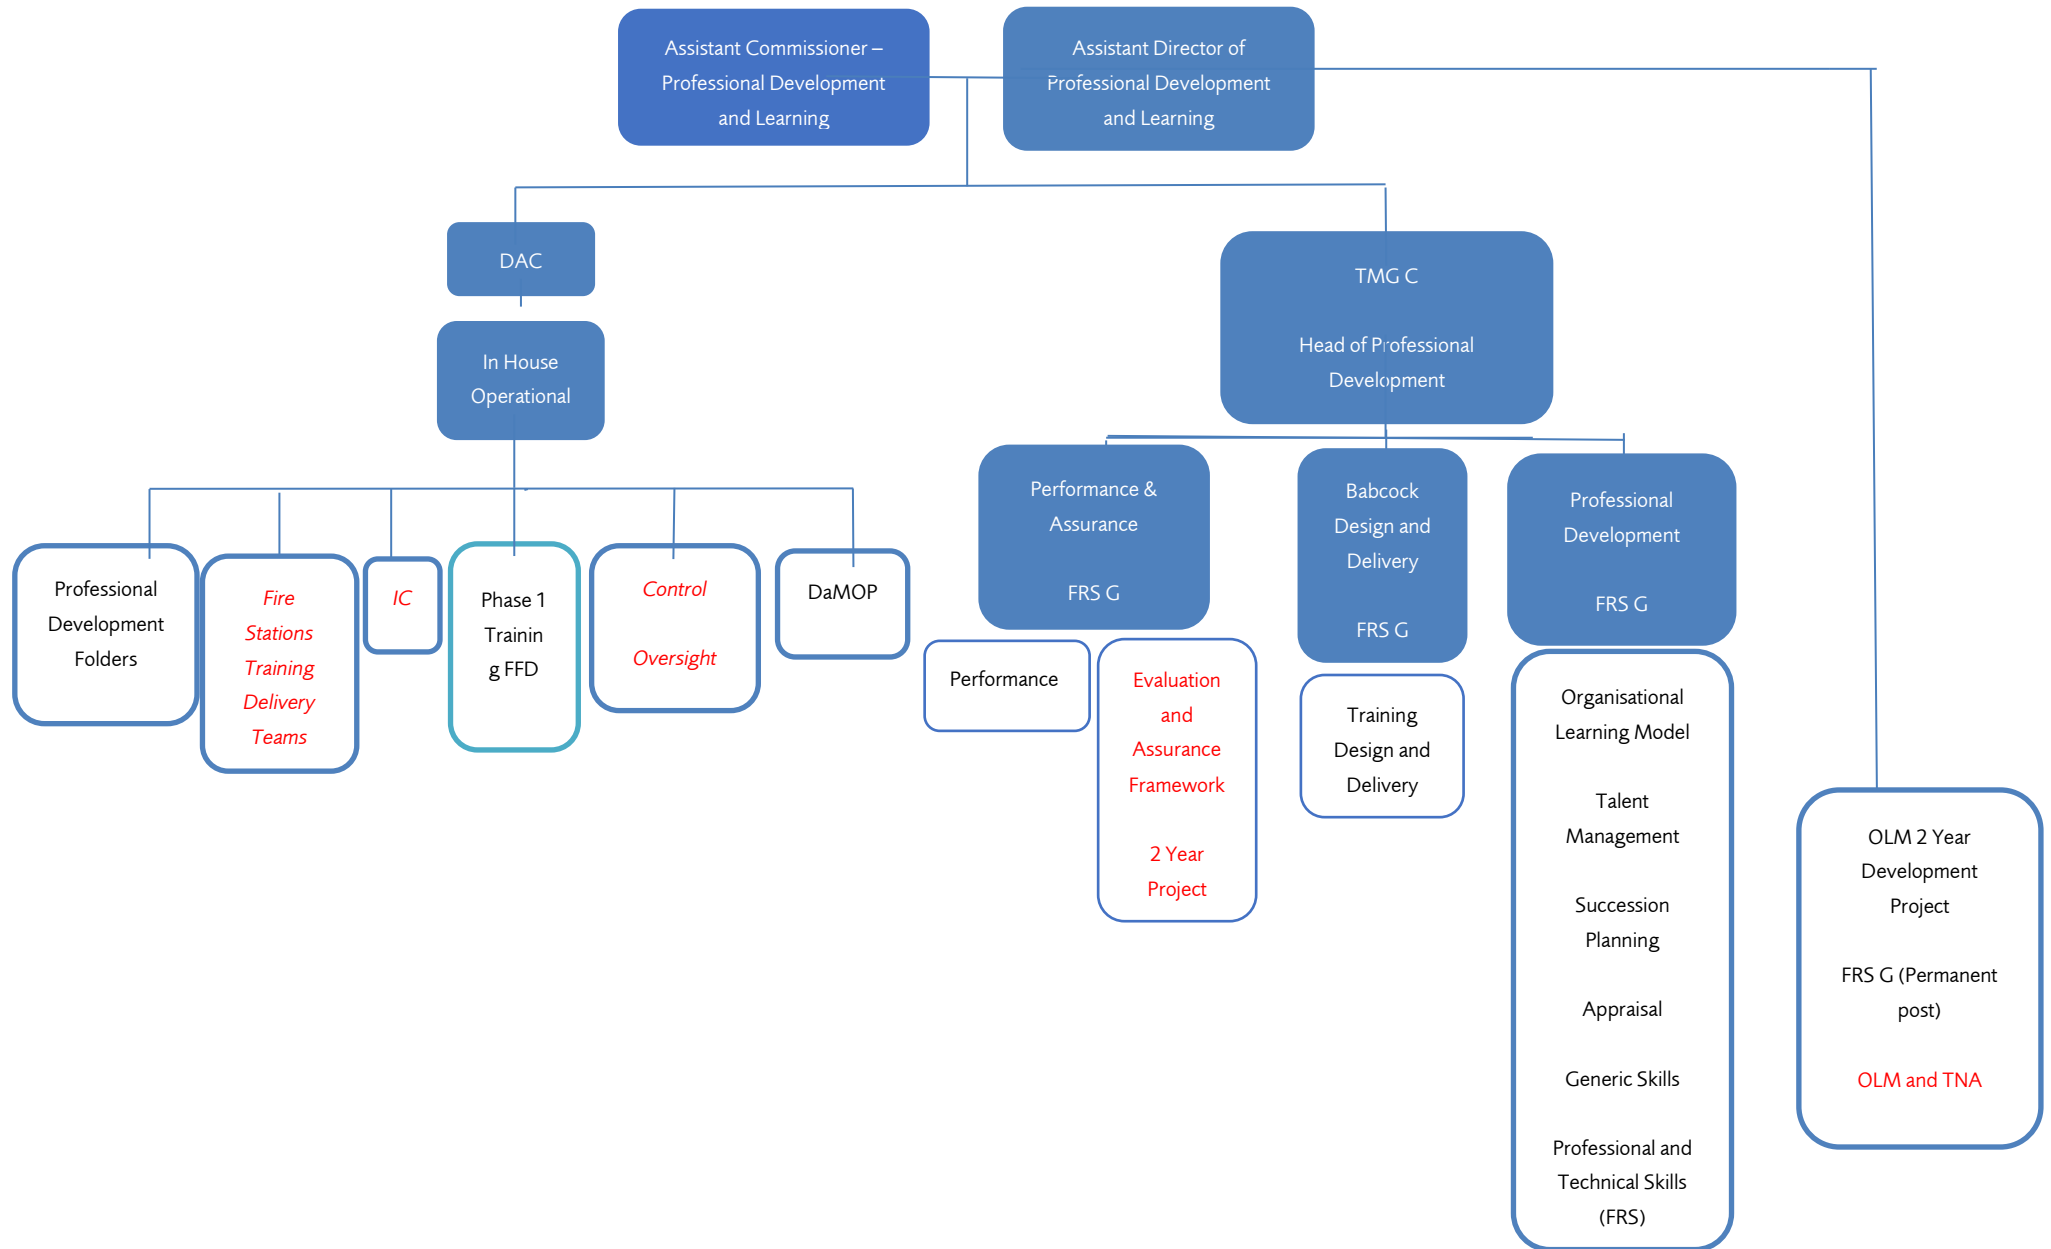 Assistant Commissioner –
Professional Development
and Learning
Assistant Director of
Professional Development
and Learning
DAC
In House
Operational
TMG C
Head of Professional
Development
Professional
Development
Folders
Fire
Stations
Training
Delivery
Teams
IC
Phase 1
Trainin
g FFD
Control
Oversight
DaMOP
Performance &
Assurance
FRS G
Performance
Evaluation
and
Assurance
Framework
2 Year
Project
Babcock
Design and
Delivery
FRS G
Training
Design and
Delivery
Professional
Development
FRS G
Organisational
Learning Model
Talent
Management
Succession
Planning
Appraisal
Generic Skills
Professional and
Technical Skills
(FRS)
OLM 2 Year
Development
Project
FRS G (Permanent
post)
OLM and TNA